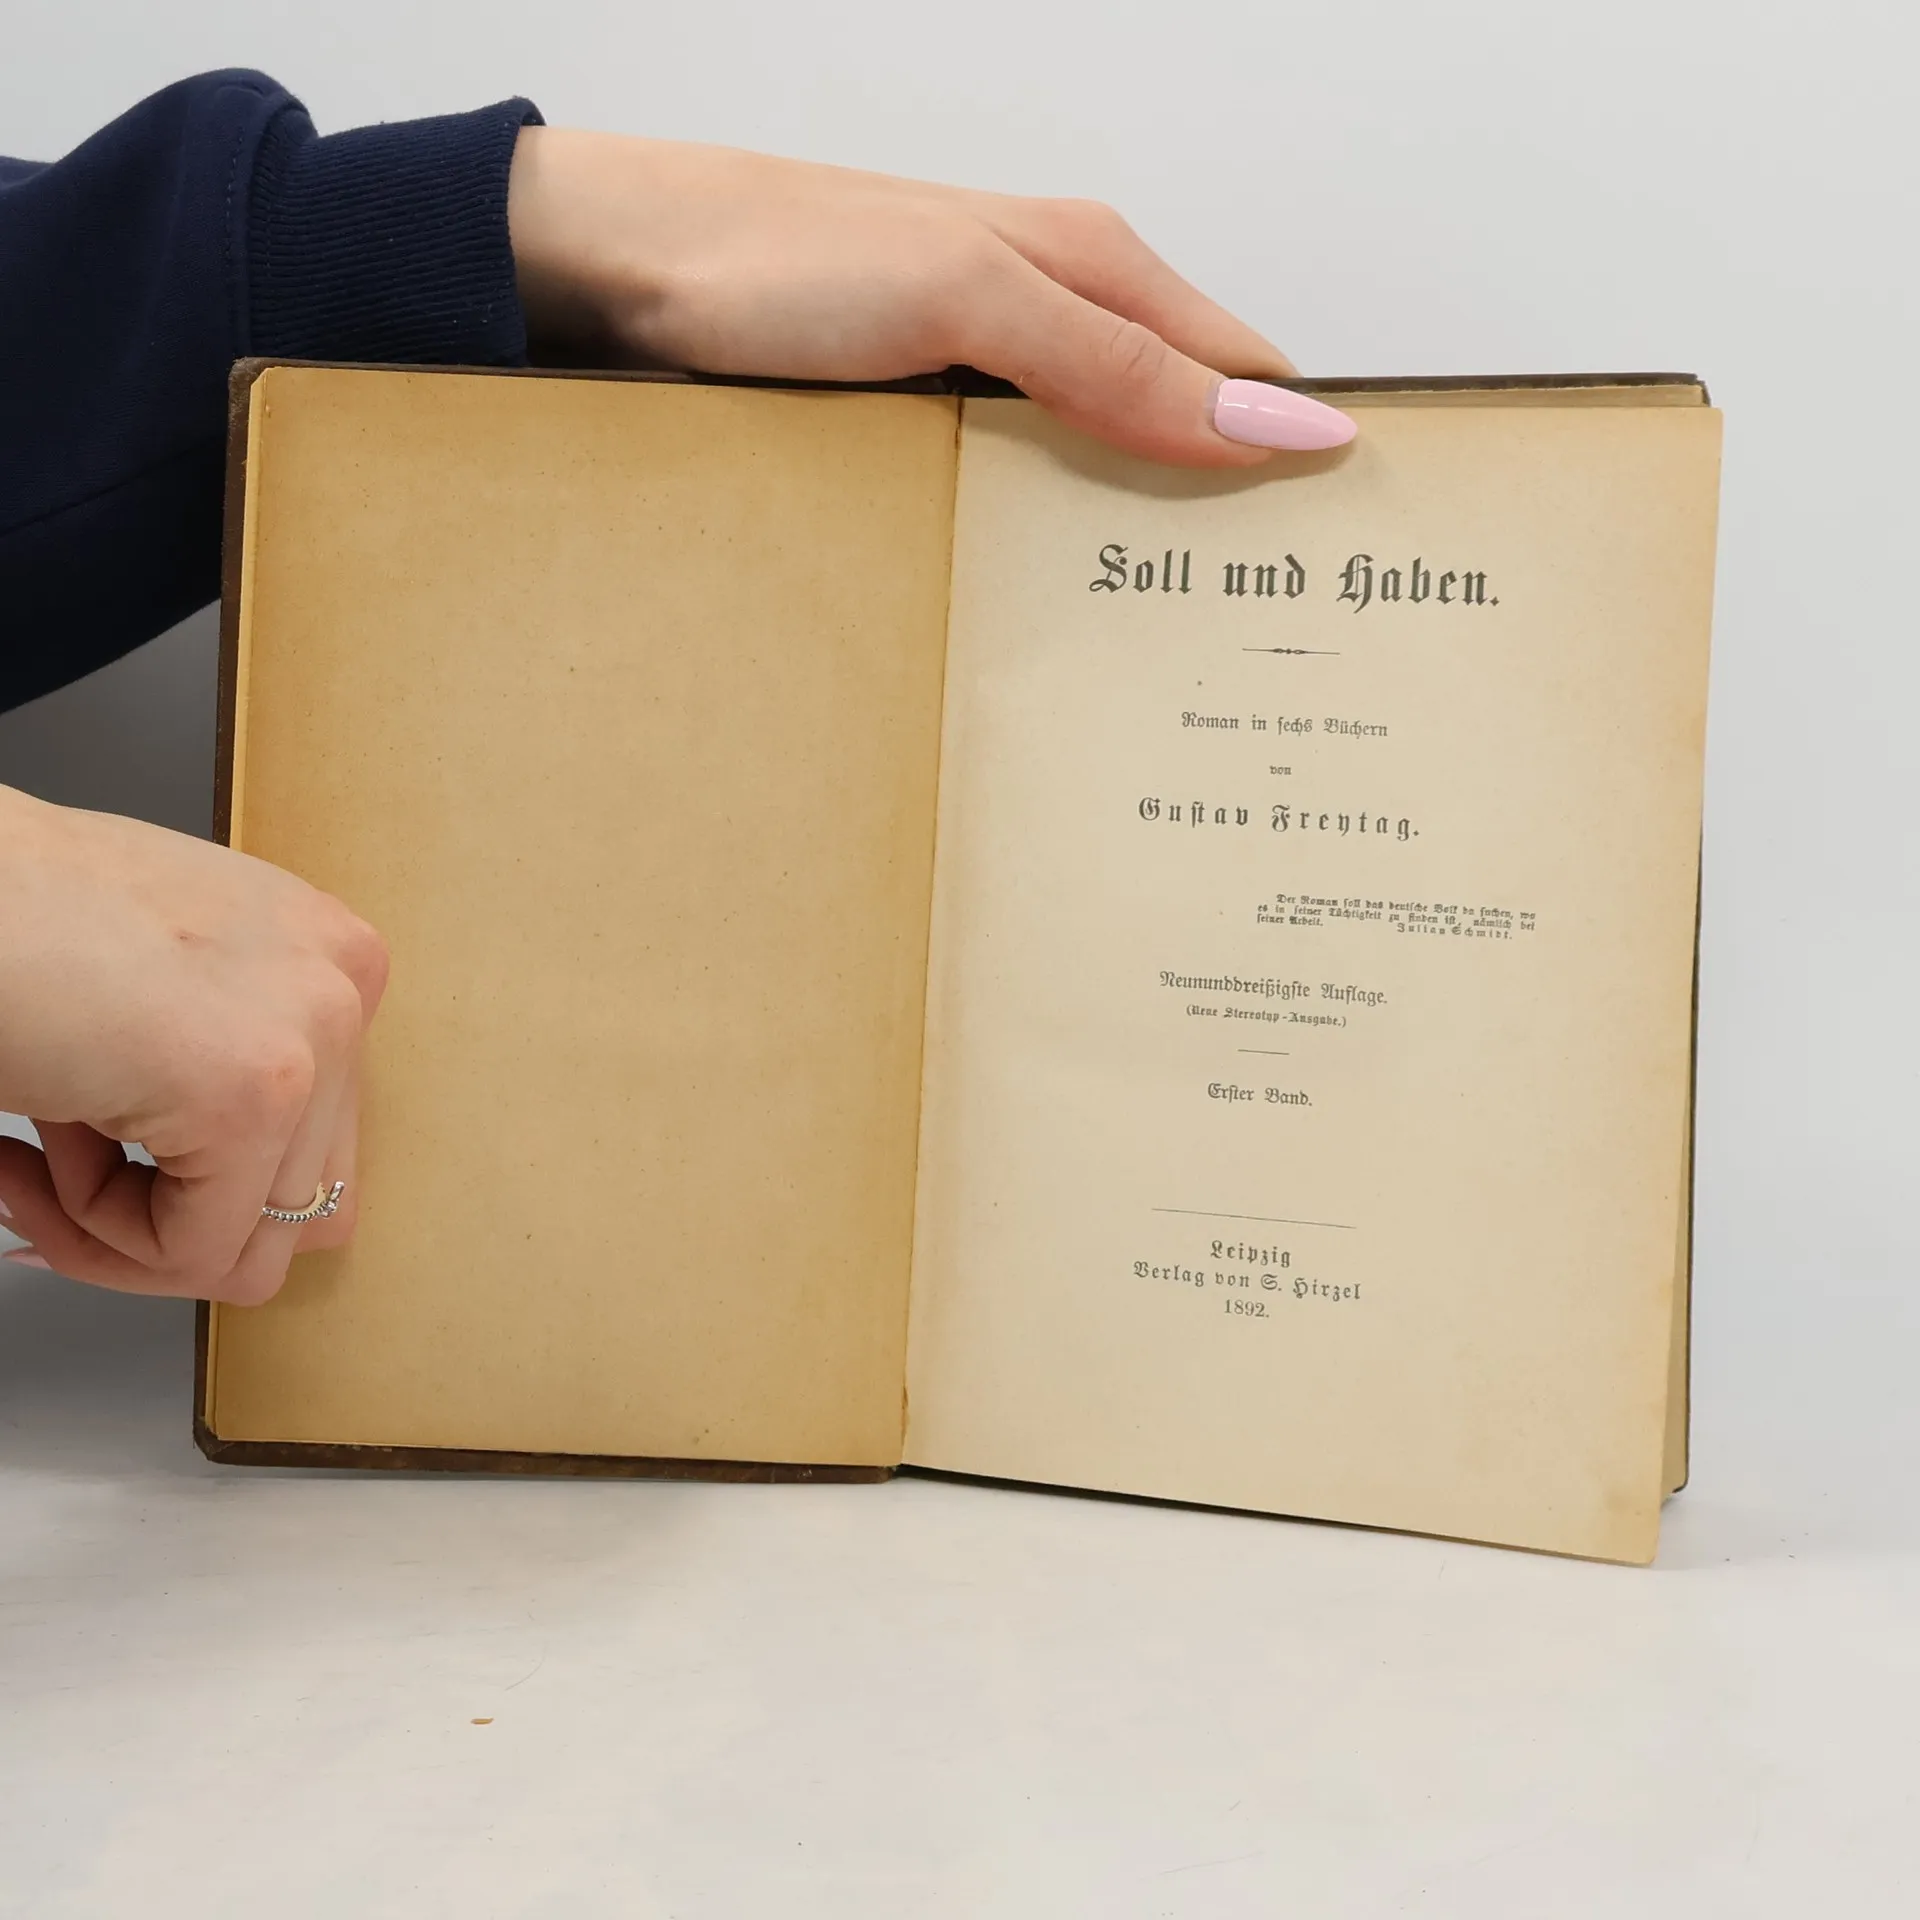 Soll und Haben.
Roman in sechs Büchern
von
Gustav Freytag.
Der Roman soll das deutsche Volk da suchen, wo
es in seiner Tüchtigkeit zu finden ist, nämlich bei
seiner Arbeit. Julian Schmidt.
Neununddreißigste Auflage.
(Neue Stereotyp-Ausgabe.)
Erster Band.
Leipzig
Verlag von S. Hirzel
1892.